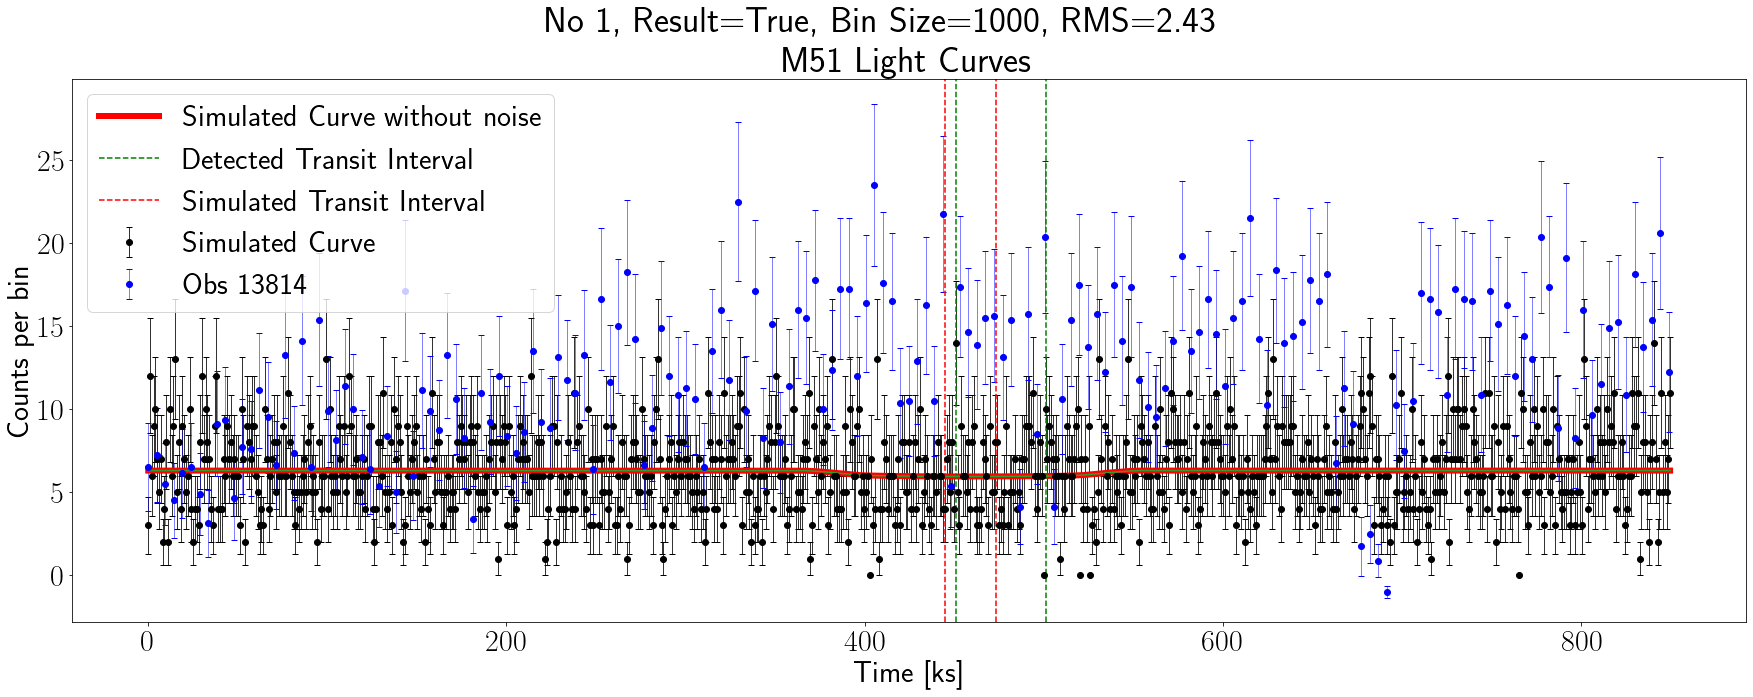 No 1, Result=True, Bin Size=1000, RMS=2.43
M51 Light Curves
Simulated Curve without noise
Detected Transit Interval
Simulated Transit Interval
Simulated Curve
Obs 13814
Counts per bin
25
20
15
10
5
0
0 200 400 600 800
Time [ks]